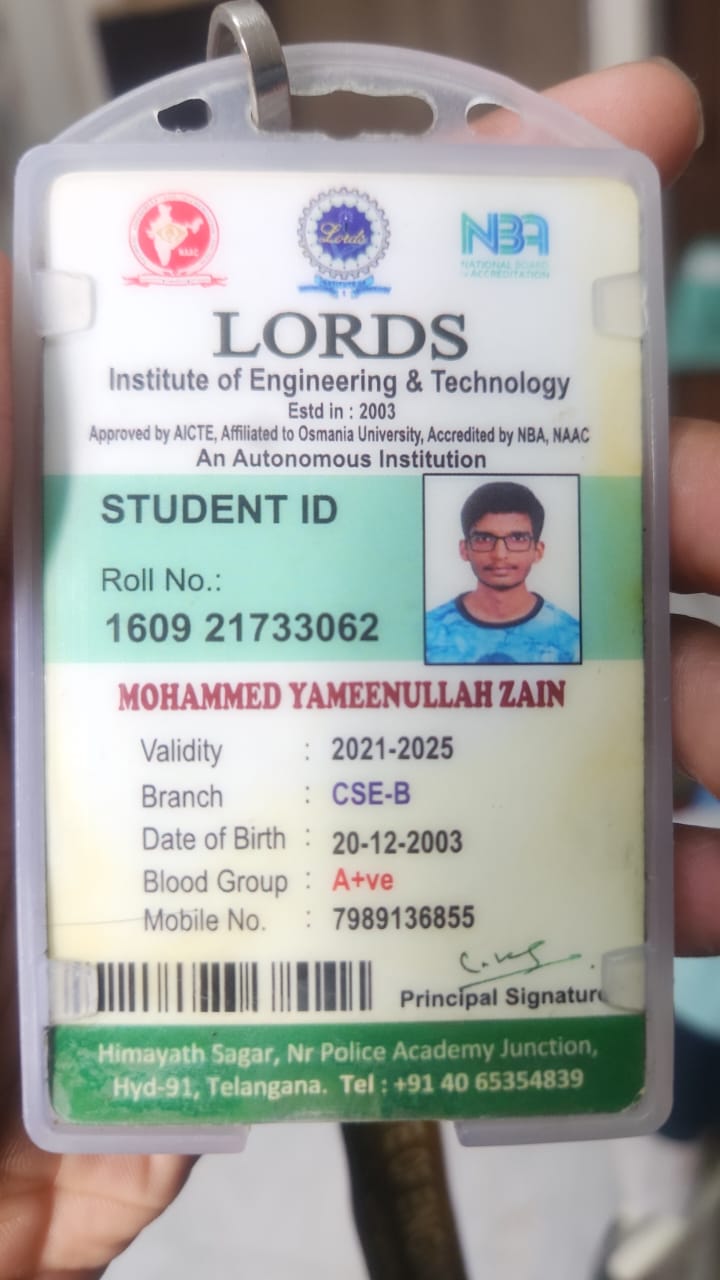 NAAC
Lords
NBA
NATIONAL BOARD
of ACCREDITATION
LORDS
Institute of Engineering & Technology
Estd in : 2003
Approved by AICTE, Affiliated to Osmania University, Accredited by NBA, NAAC
An Autonomous Institution
STUDENT ID
Roll No.:
1609 21733062
MOHAMMED YAMEENULLAH ZAIN
Validity : 2021-2025
Branch : CSE-B
Date of Birth : 20-12-2003
Blood Group : A+ve
Mobile No. : 7989136855
Principal Signature
Himayath Sagar, Nr Police Academy Junction,
Hyd-91, Telangana. Tel : +91 40 65354839